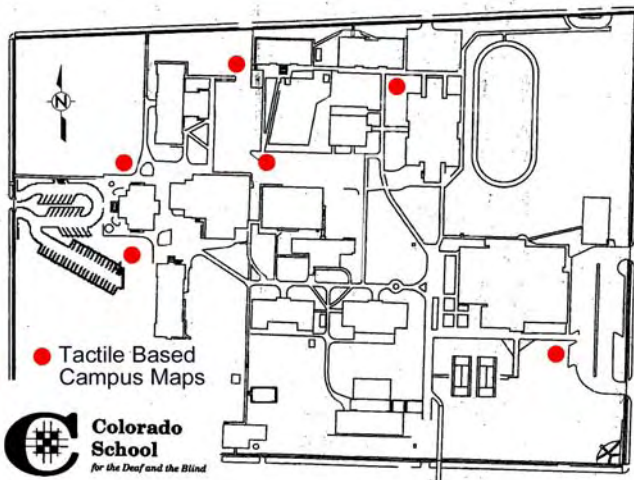 N
Tactile Based
Campus Maps
C
Colorado
School
for the Deaf and the Blind